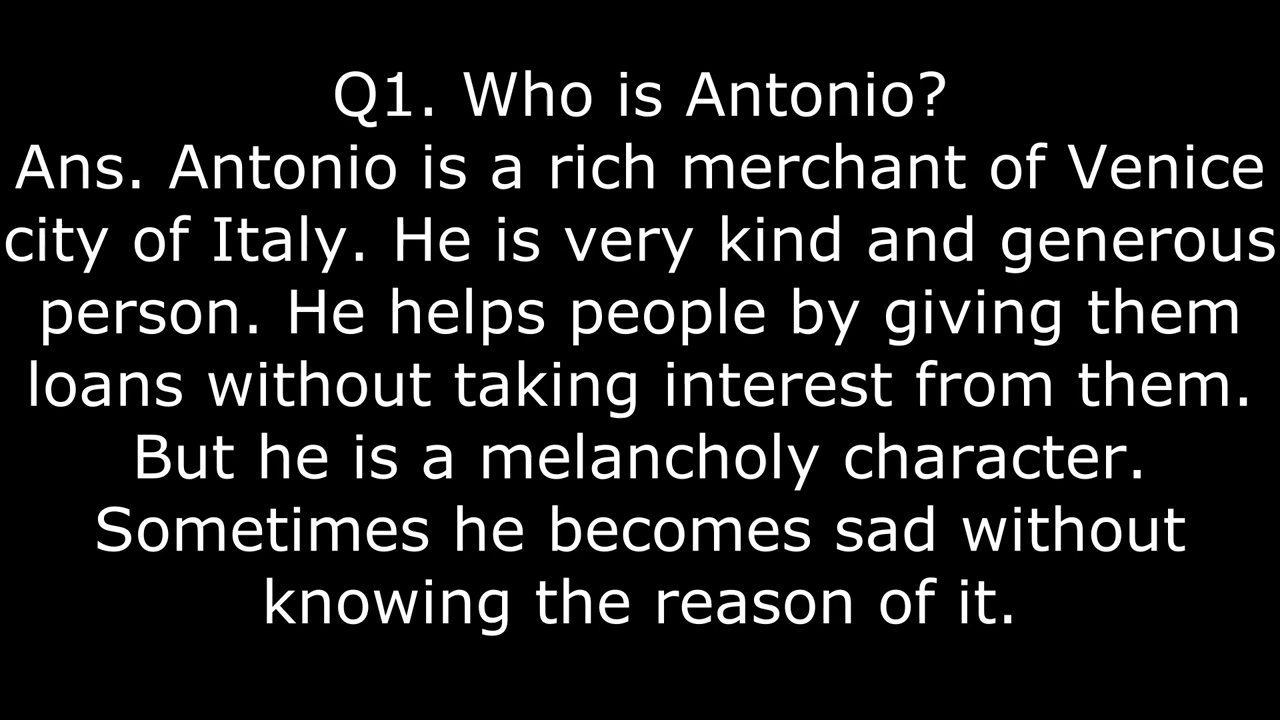 Q1. Who is Antonio?
Ans. Antonio is a rich merchant of Venice
city of Italy. He is very kind and generous
person. He helps people by giving them
loans without taking interest from them.
But he is a melancholy character.
Sometimes he becomes sad without
knowing the reason of it.